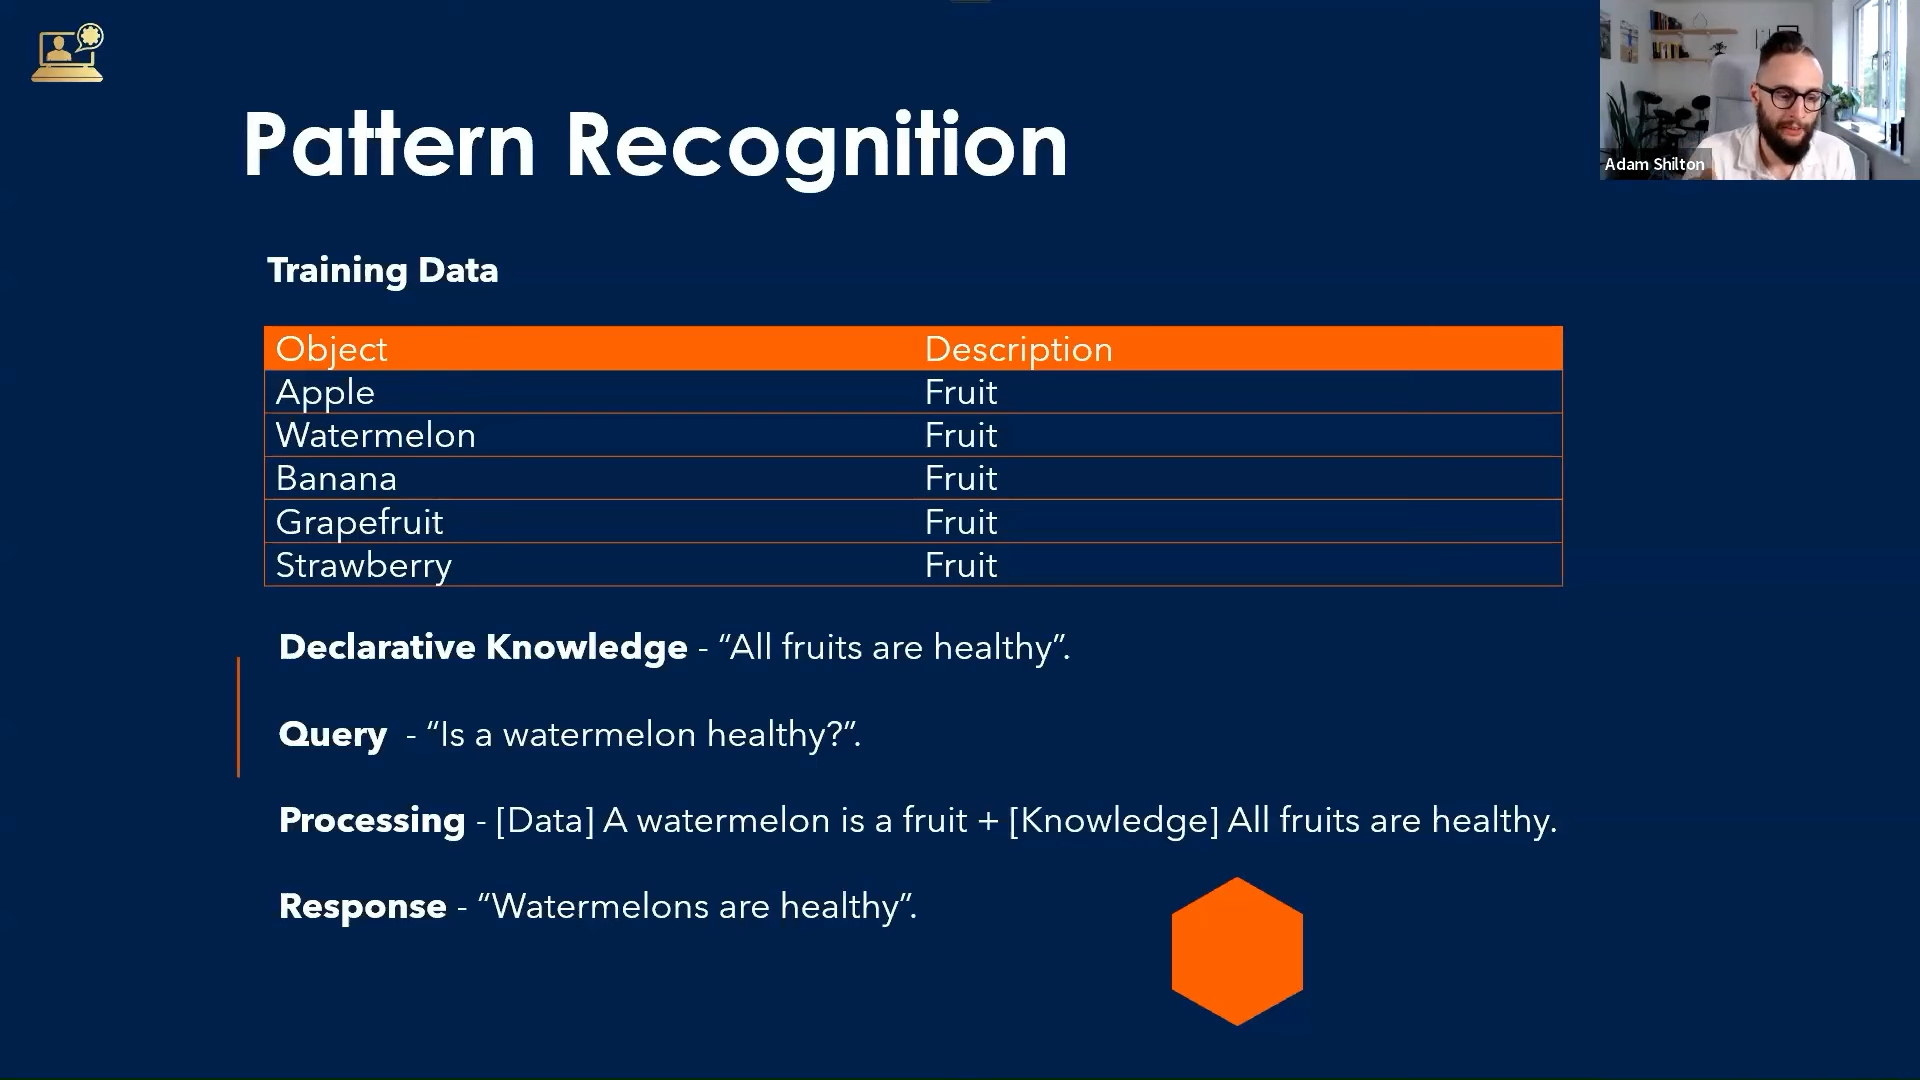 Pattern Recognition
Adam Shilton
Training Data
Object Description
Apple Fruit
Watermelon Fruit
Banana Fruit
Grapefruit Fruit
Strawberry Fruit
Declarative Knowledge - “All fruits are healthy”.
Query - “Is a watermelon healthy?”.
Processing - [Data] A watermelon is a fruit + [Knowledge] All fruits are healthy.
Response - “Watermelons are healthy”.